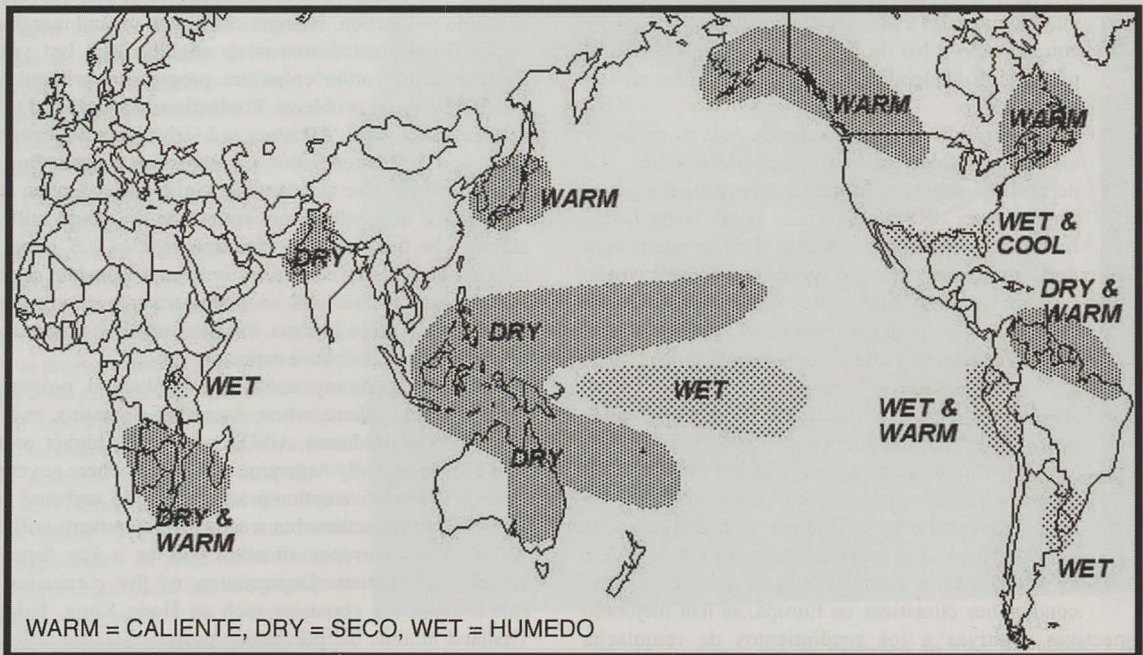 WARM
WARM
WARM
WET &
COOL
DRY
DRY &
WARM
DRY
WET
WET
WET &
WARM
DRY
DRY &
WARM
WET
WARM = CALIENTE, DRY = SECO, WET = HUMEDO